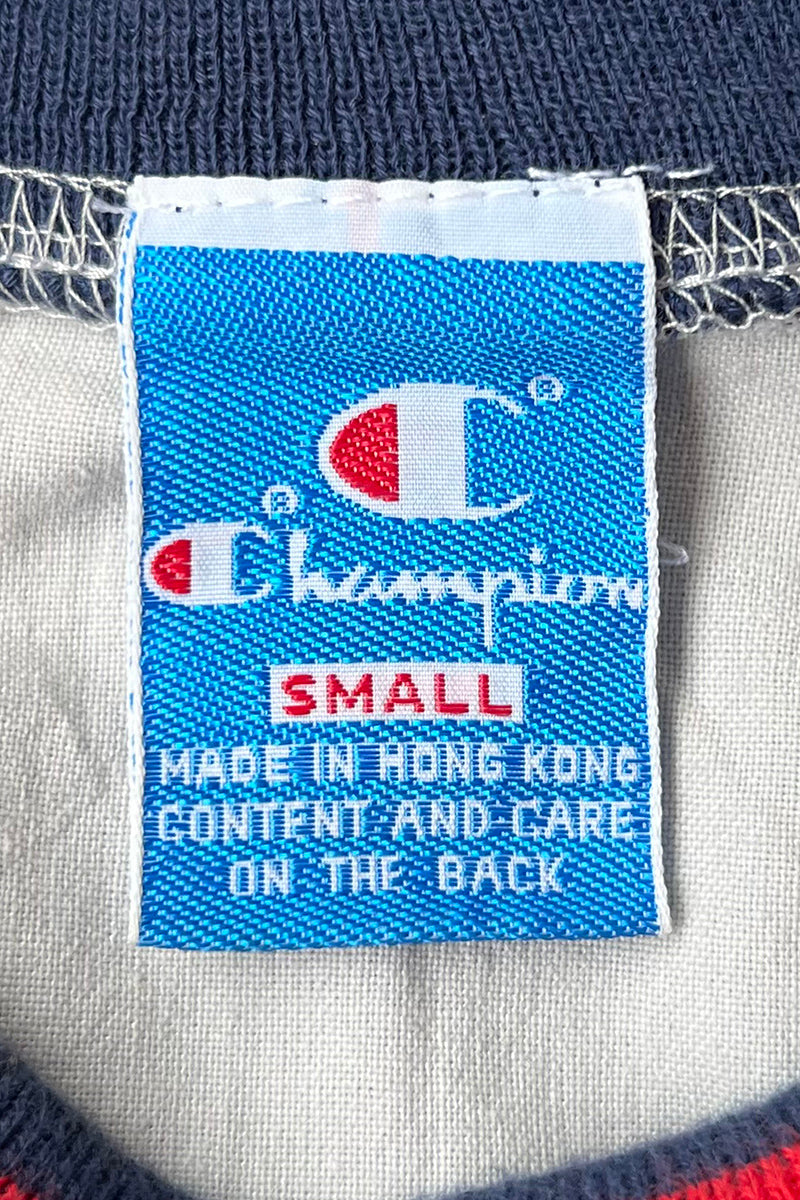 C®
Champion®
SMALL
MADE IN HONG KONG
CONTENT AND CARE
ON THE BACK